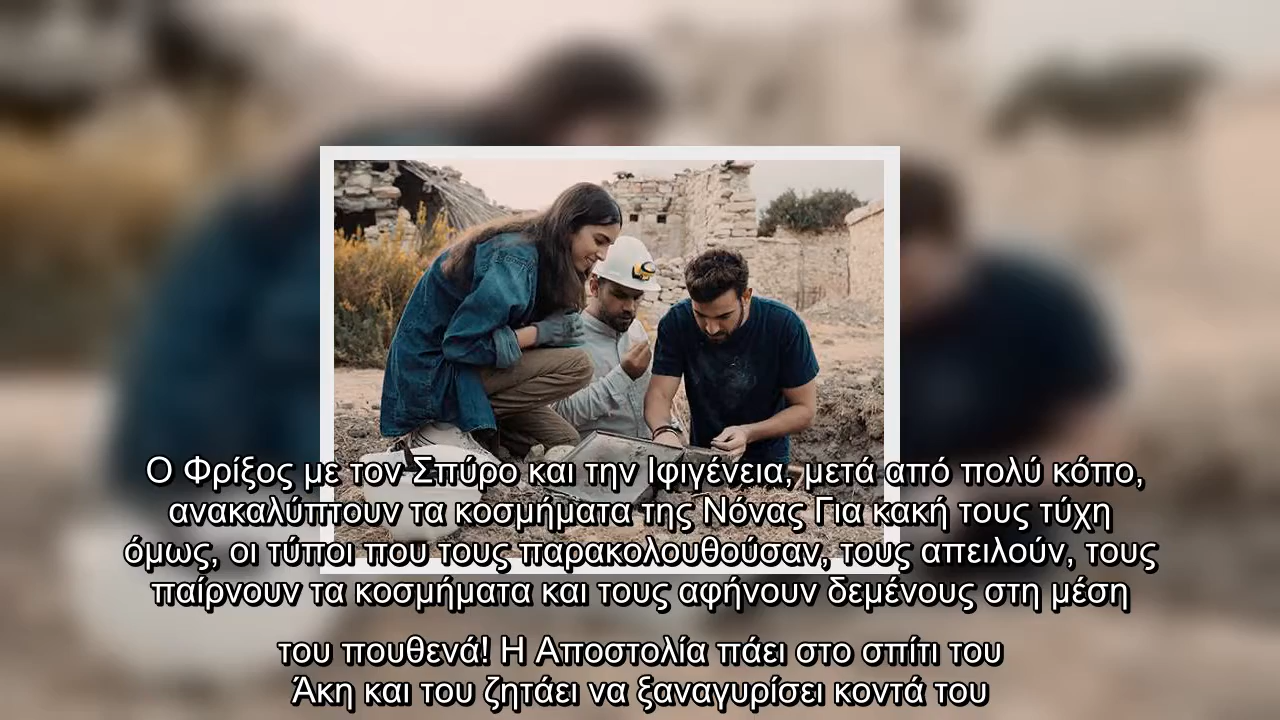 Ο Φρίξος με τον Σπύρο και την Ιφιγένεια, μετά από πολύ κόπο,
ανακαλύπτουν τα κοσμήματα της Νόνας Για κακή τους τύχη
όμως, οι τύποι που τους παρακολουθούσαν, τους απειλούν, τους
παίρνουν τα κοσμήματα και τους αφήνουν δεμένους στη μέση
του πουθενά! Η Αποστολία πάει στο σπίτι του
Άκη και του ζητάει να ξαναγυρίσει κοντά του